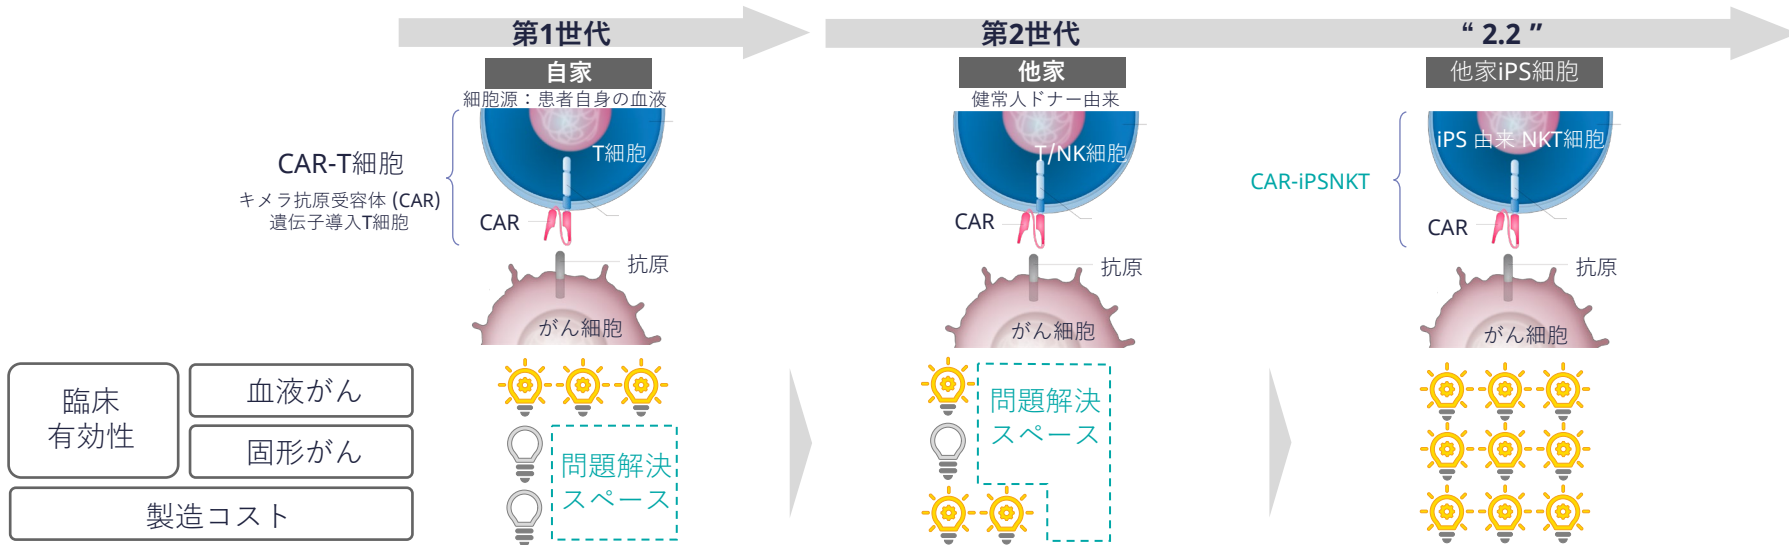 第1世代
第2世代
“ 2.2 ”
自家
細胞源：患者自身の血液
他家
健常人ドナー由来
他家iPS細胞
CAR-T細胞
キメラ抗原受容体 (CAR)
遺伝子導入T細胞
T細胞
CAR
抗原
がん細胞
T/NK細胞
CAR
抗原
がん細胞
CAR-iPSNKT
iPS 由来 NKT細胞
CAR
抗原
がん細胞
臨床
有効性
血液がん
固形がん
製造コスト
問題解決
スペース
問題解決
スペース